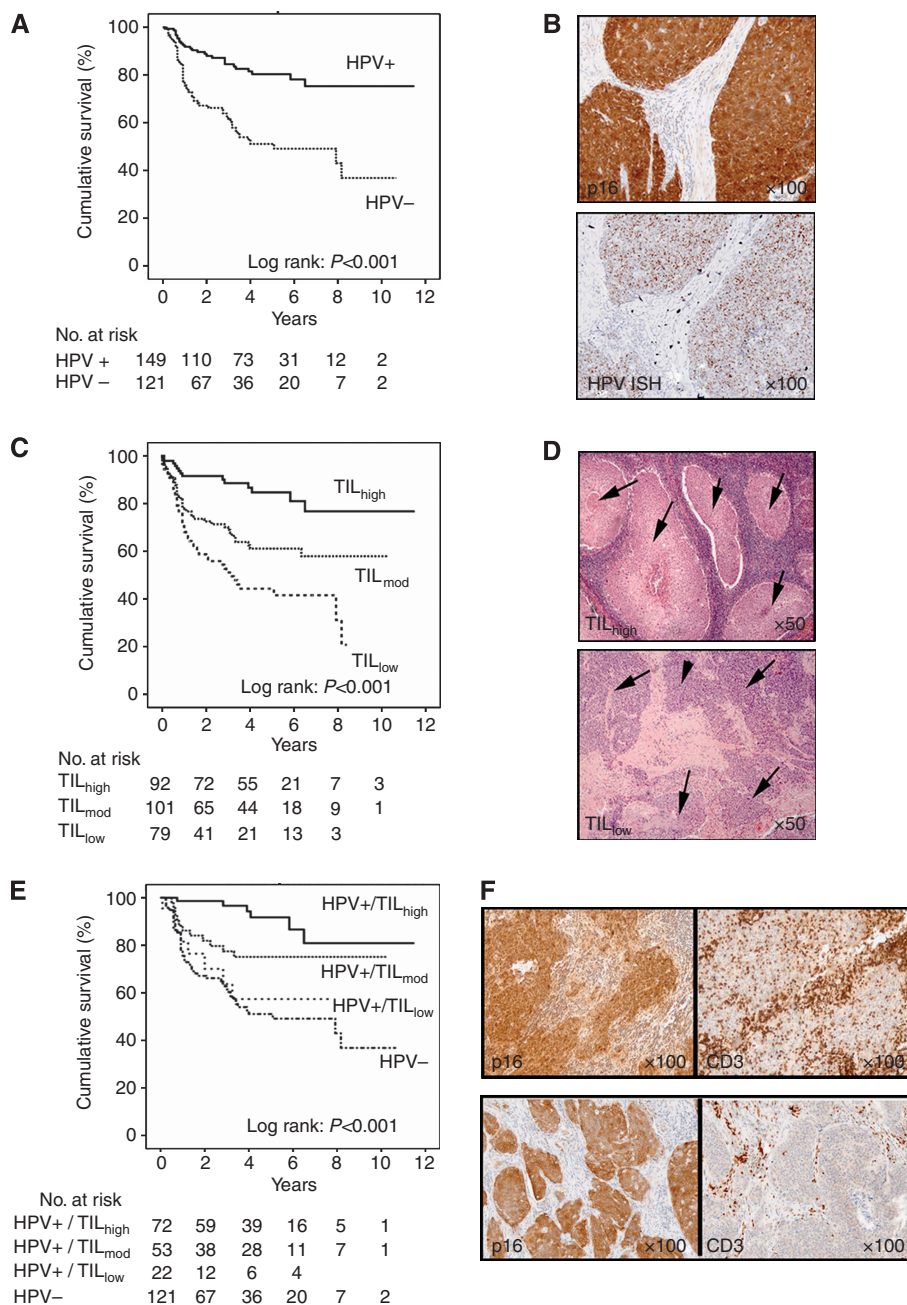 A
Cumulative survival (%)
100
80
60
40
20
0
HPV+
HPV–
Log rank: P<0.001
0 2 4 6 8 10 12
Years
No. at risk
HPV + 149 110 73 31 12 2
HPV – 121 67 36 20 7 2
B
p16 ×100
HPV ISH ×100
C
Cumulative survival (%)
100
80
60
40
20
0
TILhigh
TILmod
TILlow
Log rank: P<0.001
0 2 4 6 8 10 12
Years
No. at risk
TILhigh 92 72 55 21 7 3
TILmod 101 65 44 18 9 1
TILlow 79 41 21 13 3
D
TILhigh ×50
TILlow ×50
E
Cumulative survival (%)
100
80
60
40
20
0
HPV+/TILhigh
HPV+/TILmod
HPV+/TILlow
HPV–
Log rank: P<0.001
0 2 4 6 8 10 12
Years
No. at risk
HPV+ / TILhigh 72 59 39 16 5 1
HPV+ / TILmod 53 38 28 11 7 1
HPV+ / TILlow 22 12 6 4
HPV– 121 67 36 20 7 2
F
p16 ×100 CD3 ×100
p16 ×100 CD3 ×100